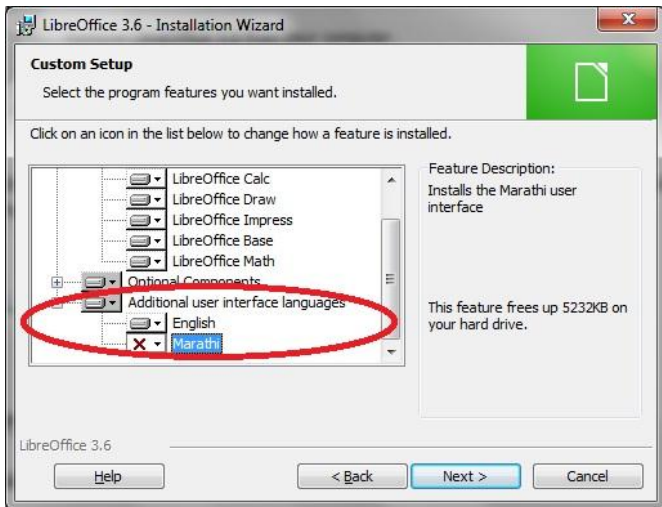 LibreOffice 3.6 - Installation Wizard
Custom Setup
Select the program features you want installed.
Click on an icon in the list below to change how a feature is installed.
LibreOffice Calc
LibreOffice Draw
LibreOffice Impress
LibreOffice Base
LibreOffice Math
Optional Components
Additional user interface languages
English
Marathi
Feature Description:
Installs the Marathi user
interface
This feature frees up 5232KB on
your hard drive.
LibreOffice 3.6
Help
< Back
Next >
Cancel